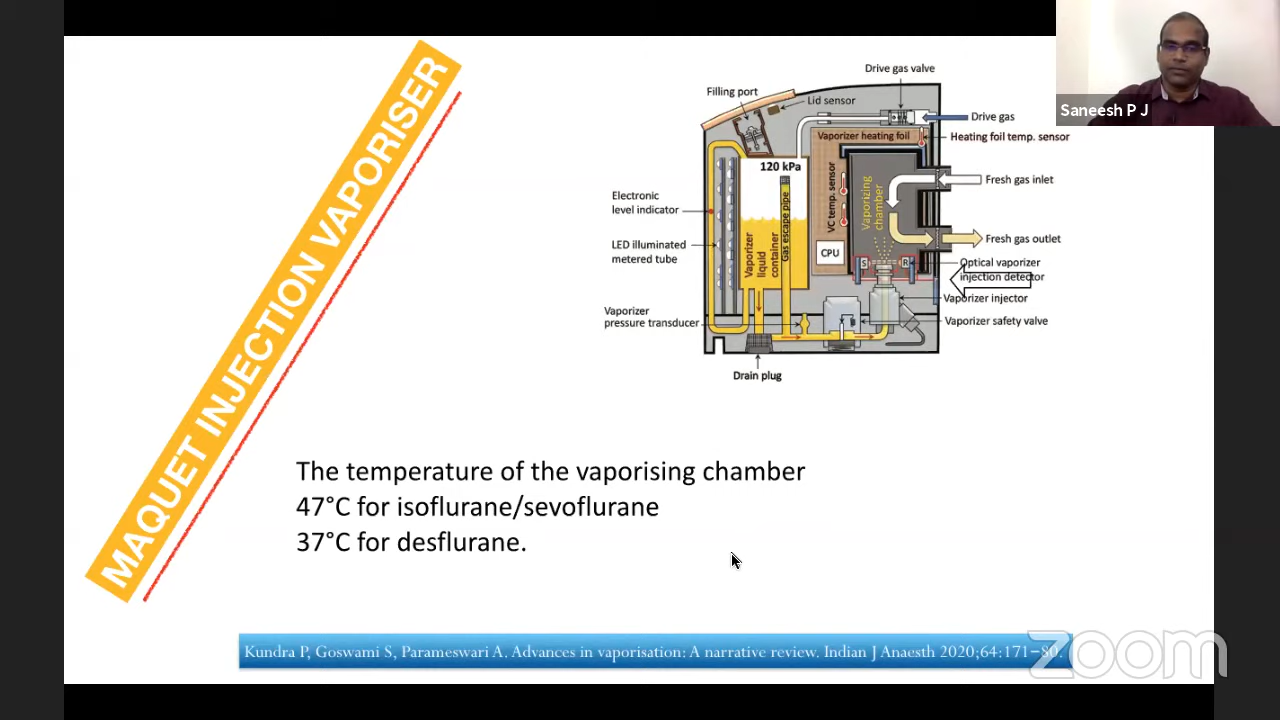 MAQUET INJECTION VAPORISER
Drive gas valve
Filling port
Lid sensor
Drive gas
Vaporizer heating foil
Heating foil temp. sensor
120 kPa
VC temp. sensor
Vaporizing
chamber
Fresh gas inlet
Electronic
level indicator
Gas escape pipe
LED illuminated
metered tube
Vaporizer
liquid
container
CPU
Fresh gas outlet
S
R
Optical vaporizer
injection detector
Vaporizer injector
Vaporizer
pressure transducer
Vaporizer safety valve
Drain plug
Saneesh P J
The temperature of the vaporising chamber
47°C for isoflurane/sevoflurane
37°C for desflurane.
Kundra P, Goswami S, Parameswari A. Advances in vaporisation: A narrative review. Indian J Anaesth 2020;64:171–80.
zoom